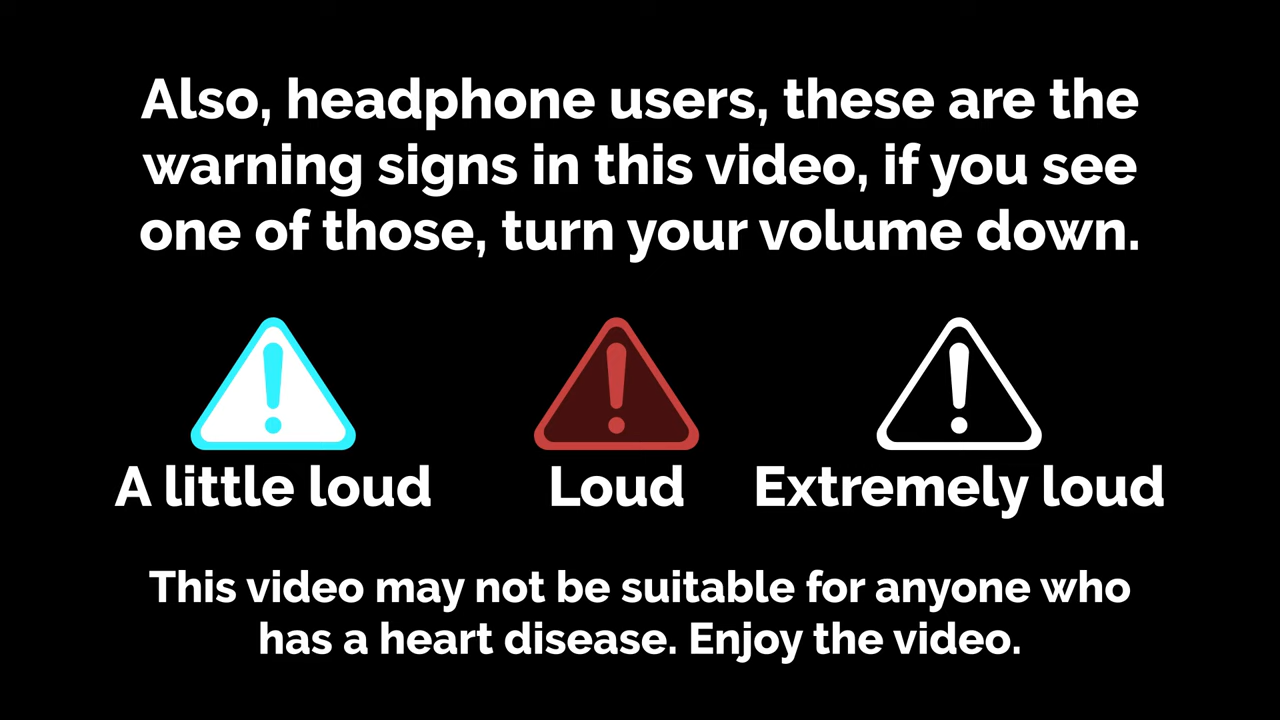 Also, headphone users, these are the
warning signs in this video, if you see
one of those, turn your volume down.
A little loud
Loud
Extremely loud
This video may not be suitable for anyone who
has a heart disease. Enjoy the video.